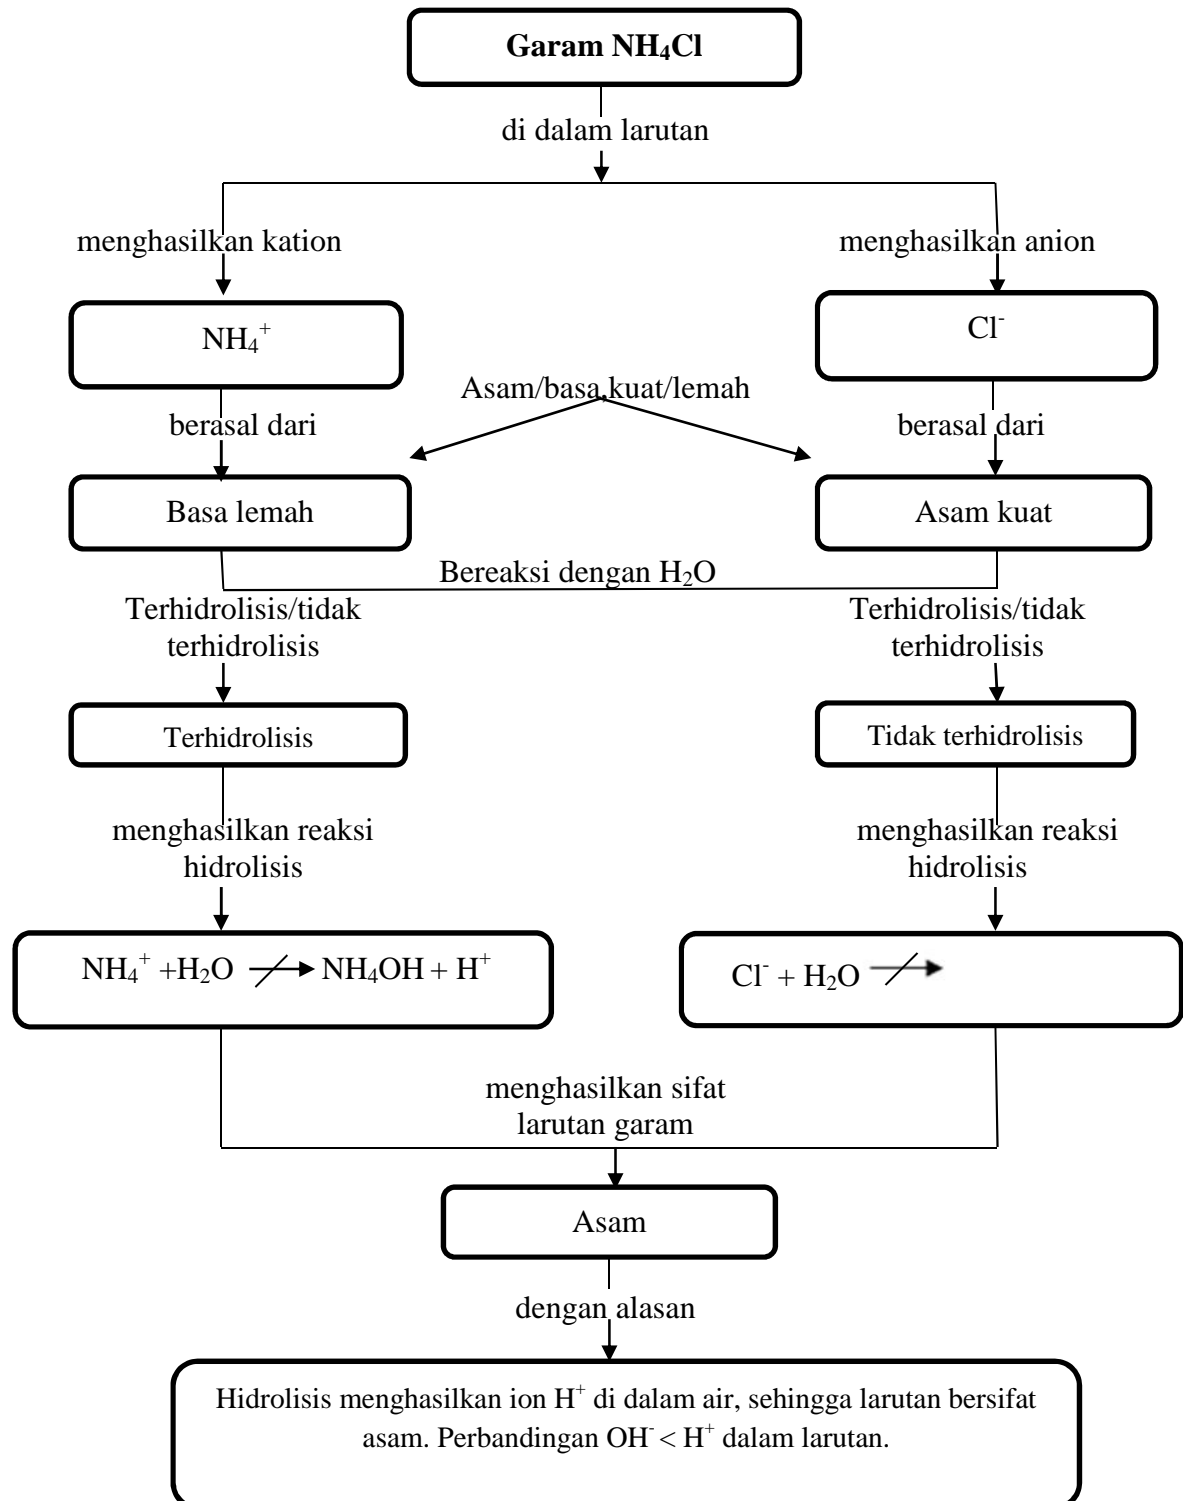 Garam NH₄Cl
di dalam larutan
menghasilkan kation
menghasilkan anion
NH₄⁺
Cl⁻
Asam/basa,kuat/lemah
berasal dari
berasal dari
Basa lemah
Asam kuat
Bereaksi dengan H₂O
Terhidrolisis/tidak
terhidrolisis
Terhidrolisis/tidak
terhidrolisis
Terhidrolisis
Tidak terhidrolisis
menghasilkan reaksi
hidrolisis
menghasilkan reaksi
hidrolisis
NH₄⁺ +H₂O NH₄OH + H⁺
Cl⁻ + H₂O
menghasilkan sifat
larutan garam
Asam
dengan alasan
Hidrolisis menghasilkan ion H⁺ di dalam air, sehingga larutan bersifat
asam. Perbandingan OH⁻ < H⁺ dalam larutan.